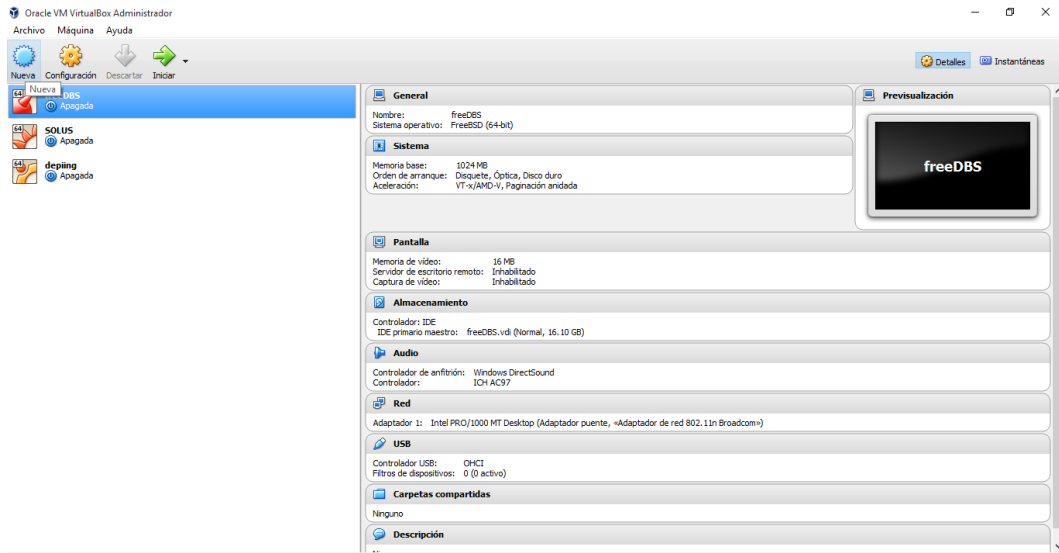 Oracle VM VirtualBox Administrador
Archivo Máquina Ayuda
Nueva Configuración Descartar Iniciar
Detalles Instantáneas
Nueva
64
Apagada
64
SOLUS
Apagada
64
depiing
Apagada
General
Nombre: freeDBS
Sistema operativo: FreeBSD (64-bit)
Sistema
Memoria base: 1024 MB
Orden de arranque: Disquete, Óptica, Disco duro
Aceleración: VT-x/AMD-V, Paginación anidada
Previsualización
freeDBS
Pantalla
Memoria de vídeo: 16 MB
Servidor de escritorio remoto: Inhabilitado
Captura de vídeo: Inhabilitado
Almacenamiento
Controlador: IDE
IDE primario maestro: freeDBS.vdi (Normal, 16.10 GB)
Audio
Controlador de anfitrión: Windows DirectSound
Controlador: ICH AC97
Red
Adaptador 1: Intel PRO/1000 MT Desktop (Adaptador puente, «Adaptador de red 802.11n Broadcom»)
USB
Controlador USB: OHCI
Filtros de dispositivos: 0 (0 activo)
Carpetas compartidas
Ninguno
Descripción